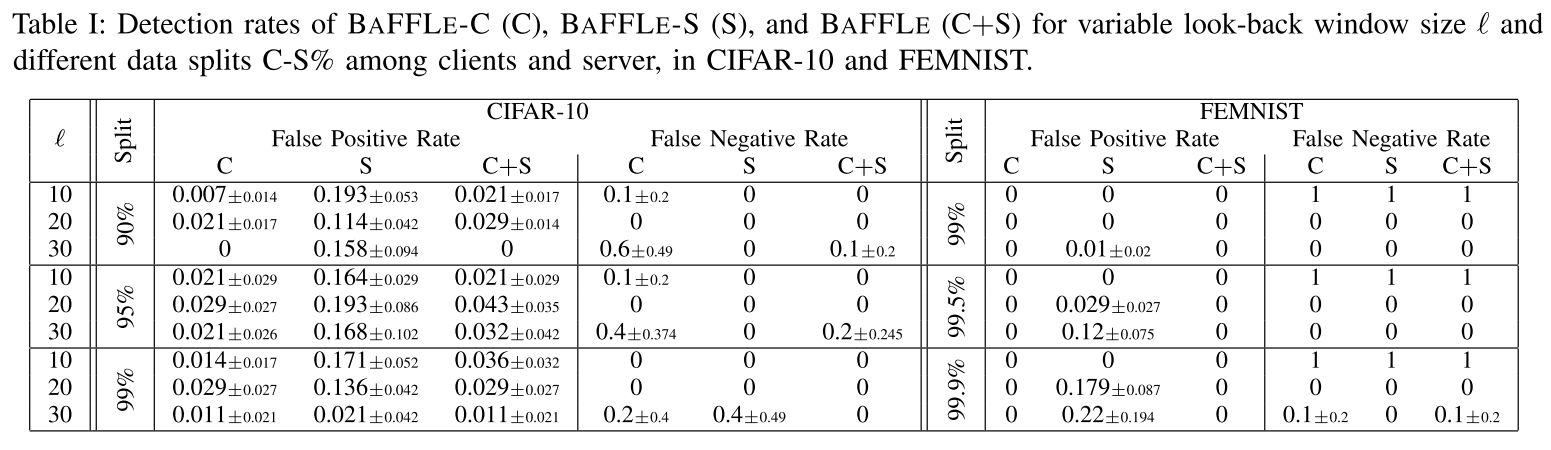 Table I: Detection rates of BAFFLE-C (C), BAFFLE-S (S), and BAFFLE (C+S) for variable look-back window size ℓ and
different data splits C-S% among clients and server, in CIFAR-10 and FEMNIST.
ℓ Split CIFAR-10 Split FEMNIST
False Positive Rate False Negative Rate False Positive Rate False Negative Rate
C S C+S C S C+S C S C+S C S C+S
10 90% 0.007±0.014 0.193±0.053 0.021±0.017 0.1±0.2 0 0 99% 0 0 0 1 1 1
20 0.021±0.017 0.114±0.042 0.029±0.014 0 0 0 0 0 0 0 0 0
30 0 0.158±0.094 0 0.6±0.49 0 0.1±0.2 0 0.01±0.02 0 0 0 0
10 95% 0.021±0.029 0.164±0.029 0.021±0.029 0.1±0.2 0 0 99.5% 0 0 0 1 1 1
20 0.029±0.027 0.193±0.086 0.043±0.035 0 0 0 0 0.029±0.027 0 0 0 0
30 0.021±0.026 0.168±0.102 0.032±0.042 0.4±0.374 0 0.2±0.245 0 0.12±0.075 0 0 0 0
10 99% 0.014±0.017 0.171±0.052 0.036±0.032 0 0 0 99.9% 0 0 0 1 1 1
20 0.029±0.027 0.136±0.042 0.029±0.027 0 0 0 0 0.179±0.087 0 0 0 0
30 0.011±0.021 0.021±0.042 0.011±0.021 0.2±0.4 0.4±0.49 0 0 0.22±0.194 0 0.1±0.2 0 0.1±0.2